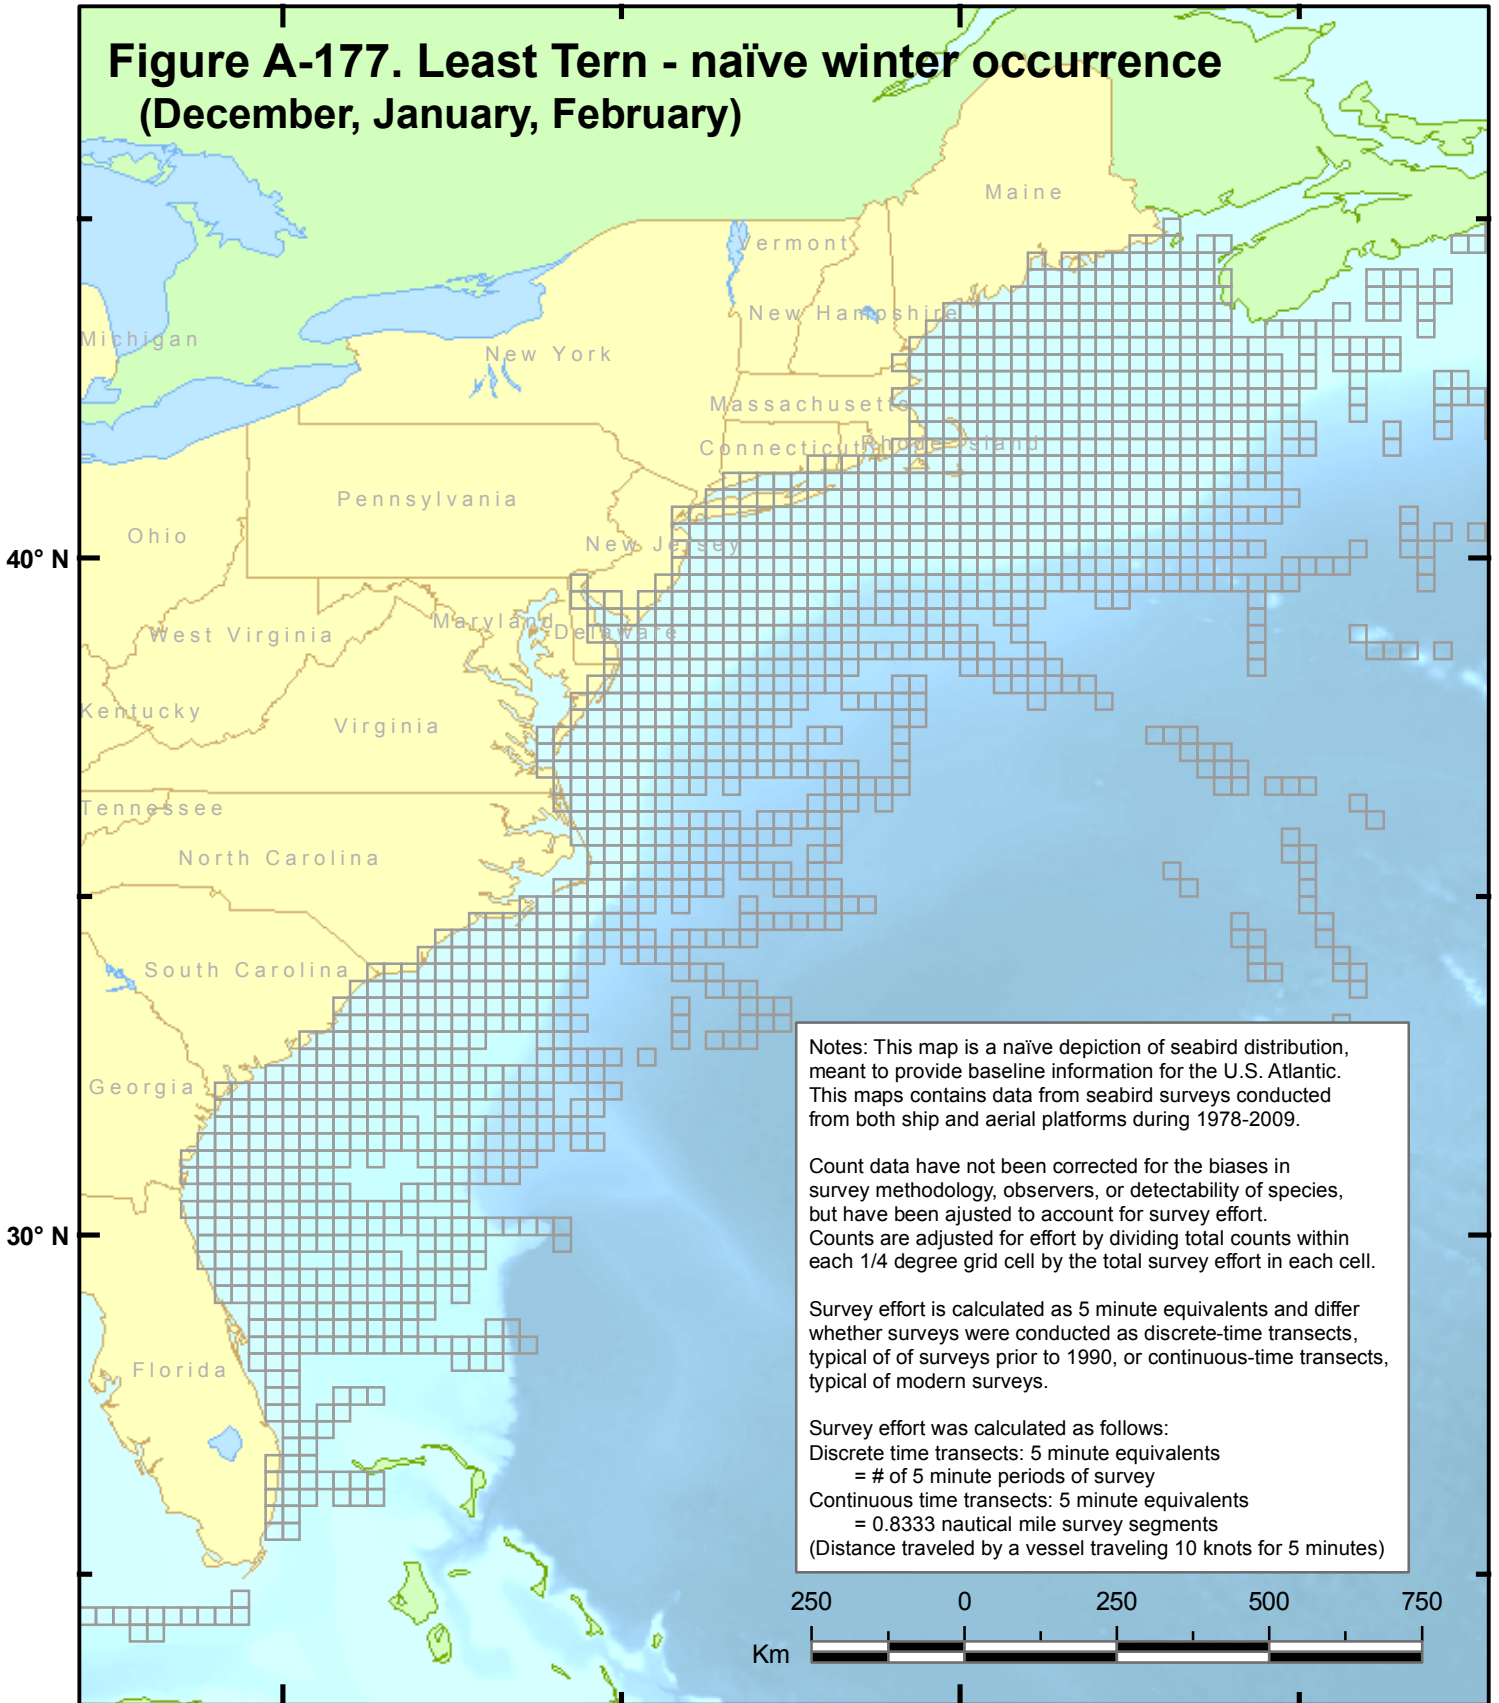 Figure A-177. Least Tern - naïve winter occurrence
(December, January, February)
Maine
Vermont
New Hampshire
Michigan
New York
Massachusetts
Connecticut
Rhode Island
Pennsylvania
Ohio
New Jersey
40° N
West Virginia
Maryland
Delaware
Kentucky
Virginia
Tennessee
North Carolina
South Carolina
Georgia
30° N
Florida
Notes: This map is a naïve depiction of seabird distribution,
meant to provide baseline information for the U.S. Atlantic.
This maps contains data from seabird surveys conducted
from both ship and aerial platforms during 1978-2009.
Count data have not been corrected for the biases in
survey methodology, observers, or detectability of species,
but have been ajusted to account for survey effort.
Counts are adjusted for effort by dividing total counts within
each 1/4 degree grid cell by the total survey effort in each cell.
Survey effort is calculated as 5 minute equivalents and differ
whether surveys were conducted as discrete-time transects,
typical of of surveys prior to 1990, or continuous-time transects,
typical of modern surveys.
Survey effort was calculated as follows:
Discrete time transects: 5 minute equivalents
= # of 5 minute periods of survey
Continuous time transects: 5 minute equivalents
= 0.8333 nautical mile survey segments
(Distance traveled by a vessel traveling 10 knots for 5 minutes)
250 0 250 500 750
Km